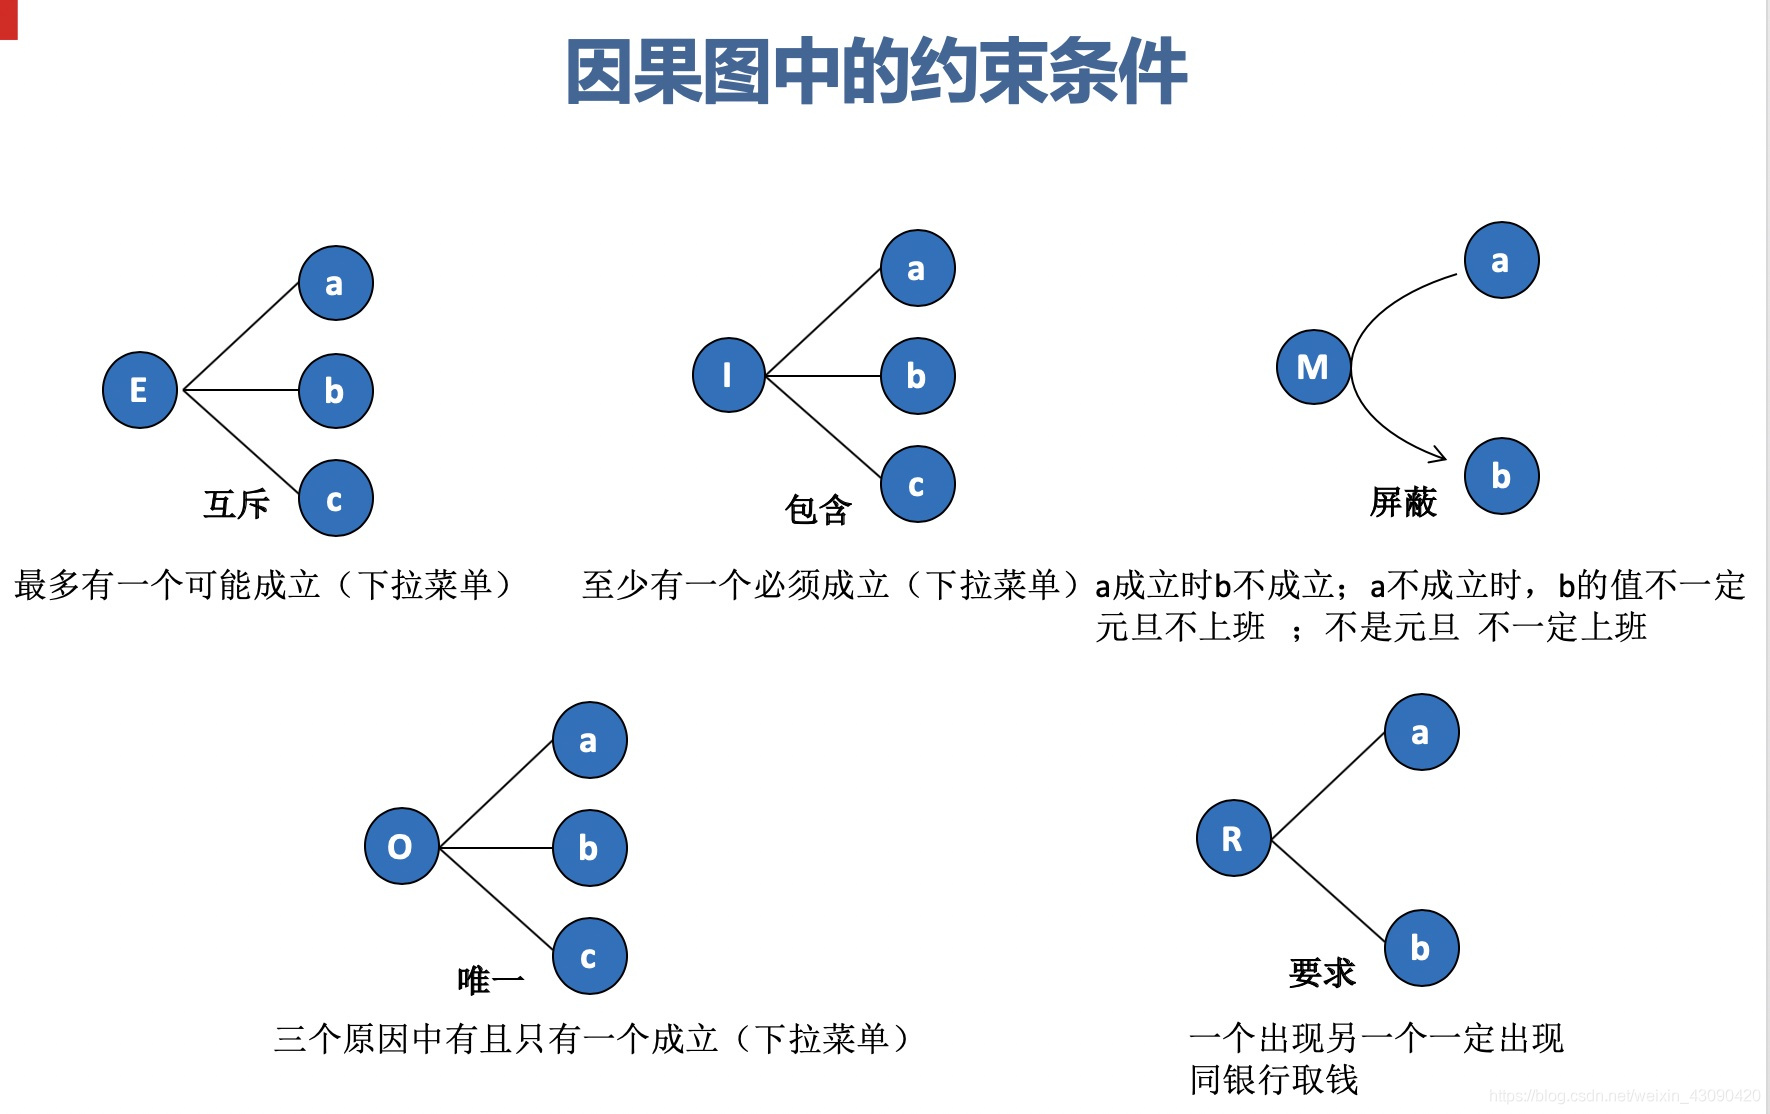 因果图中的约束条件
E
a
b
c
互斥
最多有一个可能成立（下拉菜单）
I
a
b
c
包含
至少有一个必须成立（下拉菜单）
M
a
b
屏蔽
a成立时b不成立；a不成立时，b的值不一定
元旦不上班 ；不是元旦 不一定上班
O
a
b
c
唯一
三个原因中有且只有一个成立（下拉菜单）
R
a
b
要求
一个出现另一个一定出现
同银行取钱
https://blog.csdn.net/weixin_43090420